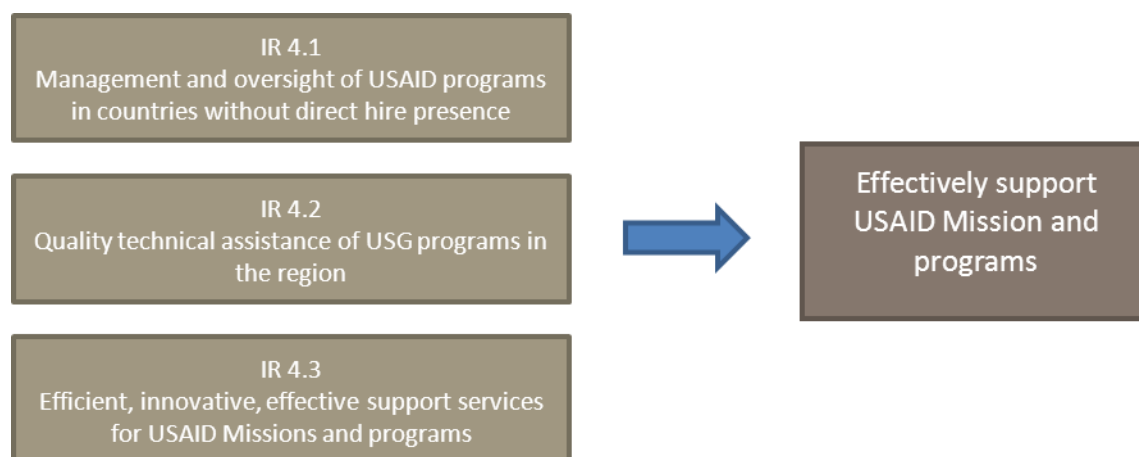 IR 4.1
Management and oversight of USAID programs
in countries without direct hire presence
IR 4.2
Quality technical assistance of USG programs in
the region
IR 4.3
Efficient, innovative, effective support services
for USAID Missions and programs
Effectively support
USAID Mission and
programs